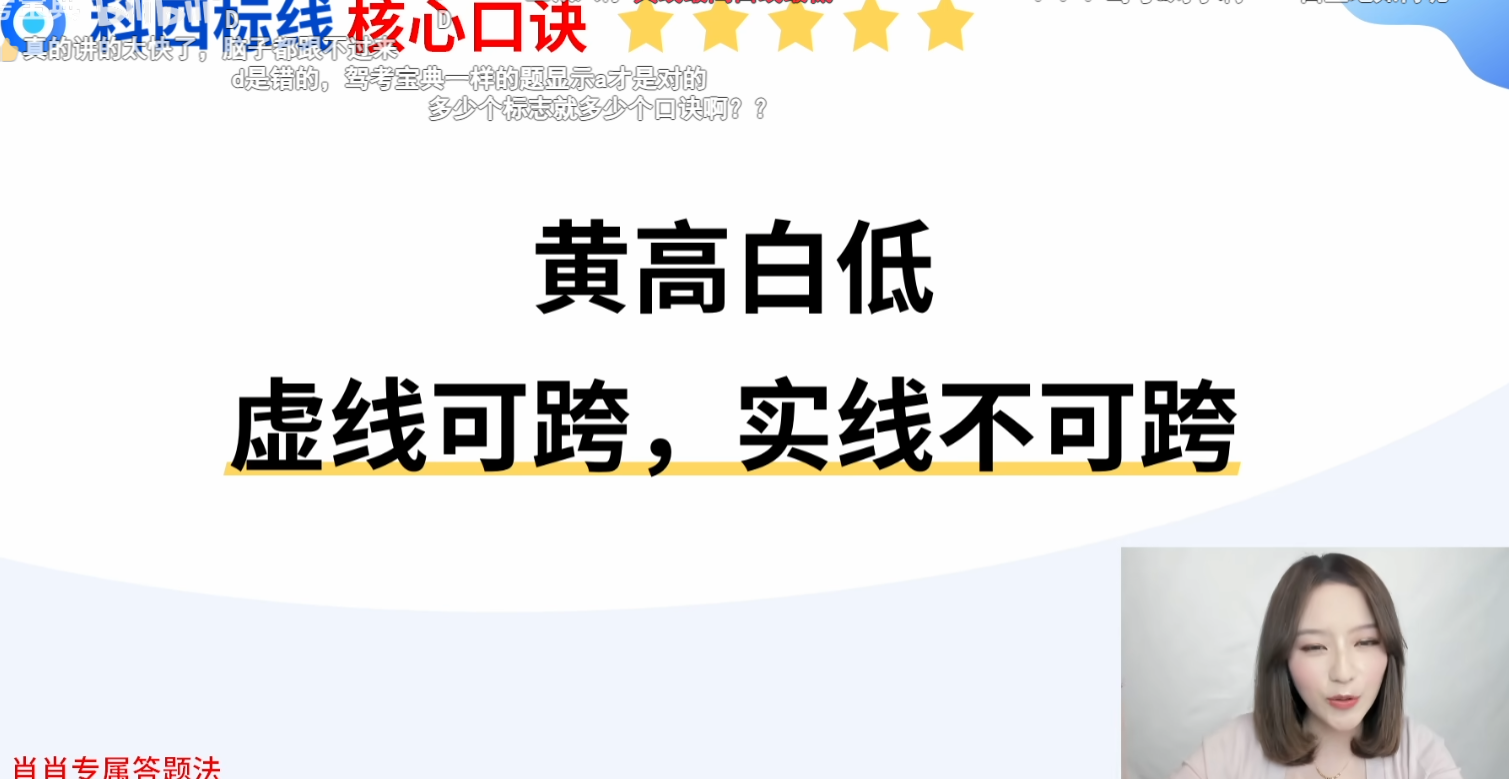 科四标线 核心口诀
真的讲的太快了，脑子都跟不过来
d是错的，驾考宝典一样的题显示a才是对的
多少个标志就多少个口诀啊？？
黄高白低
虚线可跨，实线不可跨
肖肖专属答题法